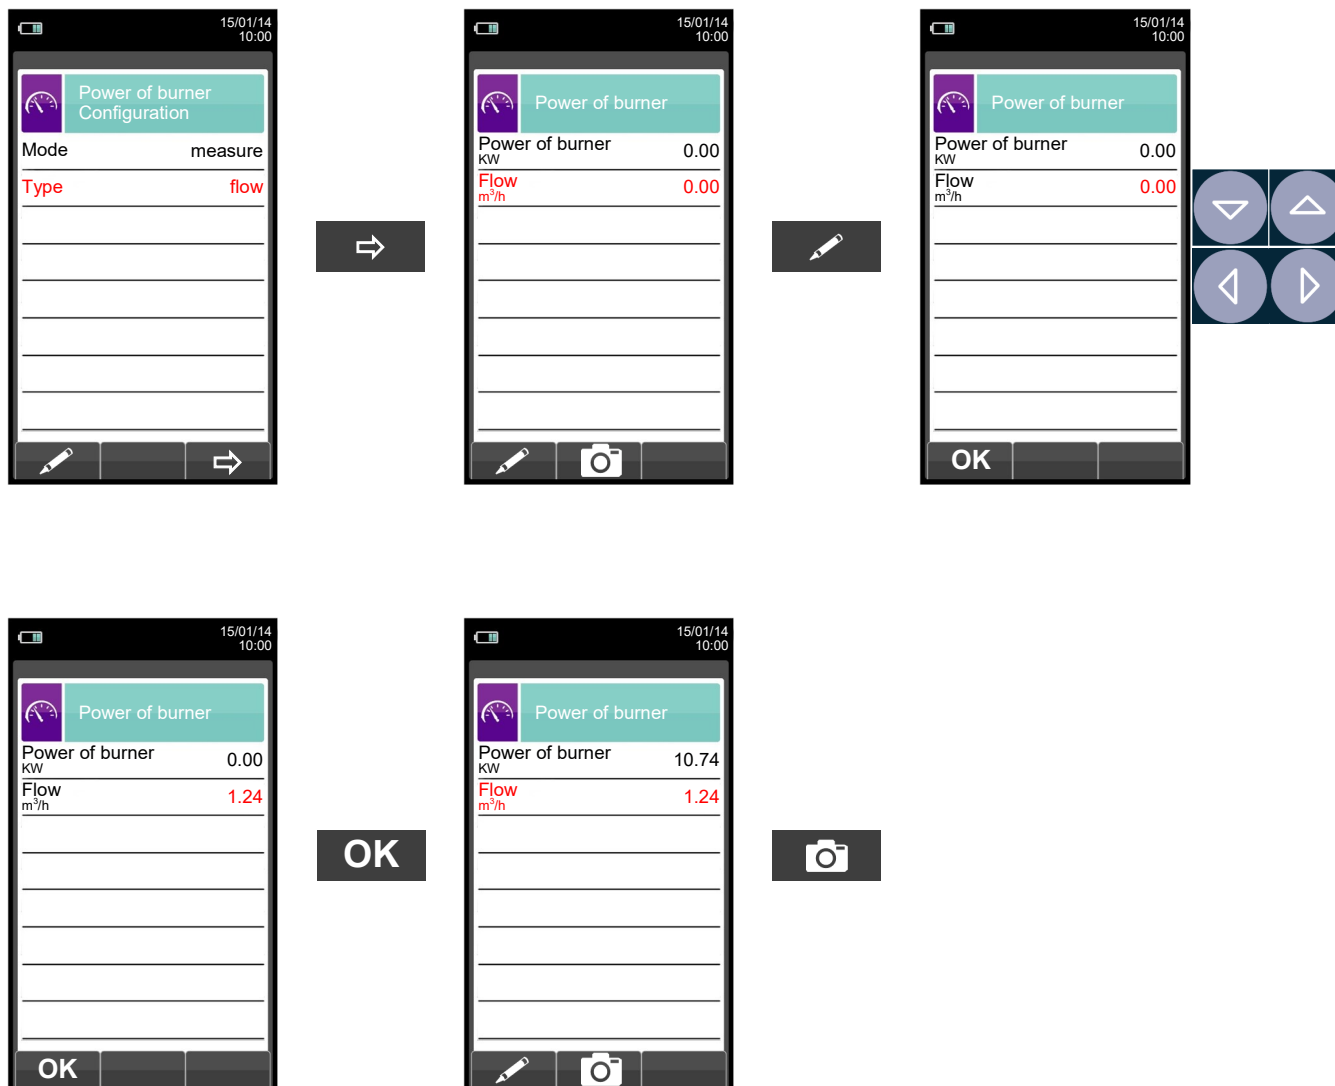 15/01/14
10:00
Power of burner
Configuration
Mode measure
Type flow
15/01/14
10:00
Power of burner
Power of burner
KW
0.00
Flow
m³/h
0.00
15/01/14
10:00
Power of burner
Power of burner
KW
0.00
Flow
m³/h
0.00
OK
15/01/14
10:00
Power of burner
Power of burner
KW
0.00
Flow
m³/h
1.24
OK
OK
15/01/14
10:00
Power of burner
Power of burner
KW
10.74
Flow
m³/h
1.24